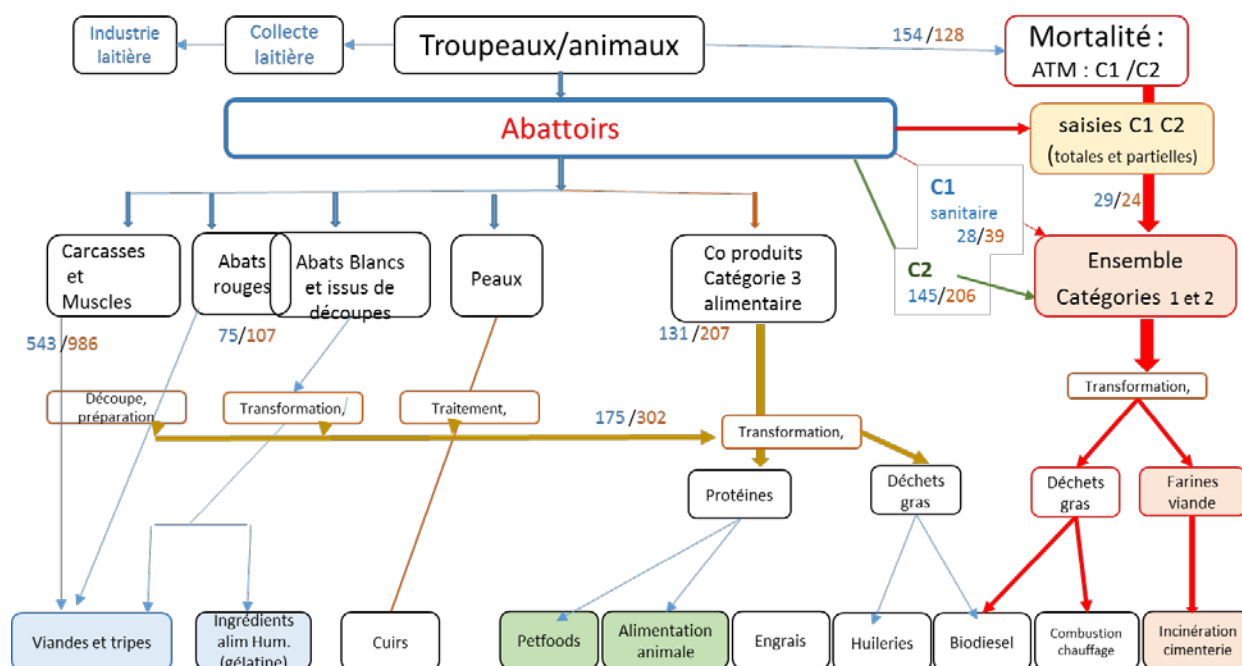 Industrie
laitière
Collecte
laitière
Troupeaux/animaux
154 /128
Mortalité :
ATM : C1 /C2
Abattoirs
saisies C1 C2
(totales et partielles)
29/24
C1
sanitaire
28/39
C2
145/206
Ensemble
Catégories 1 et 2
Carcasses
et
Muscles
Abats
rouges
Abats Blancs
et issus de
découpes
Peaux
Co produits
Catégorie 3
alimentaire
543/986
75/107
131/207
Découpe,
préparation
Transformation,
Traitement,
175/302
Transformation,
Transformation,
Protéines
Déchets
gras
Déchets
gras
Farines
viande
Viandes et tripes
Ingrédients
alim Hum.
(gélatine)
Cuirs
Petfoods
Alimentation
animale
Engrais
Huileries
Biodiesel
Combustion
chauffage
Incinération
cimenterie